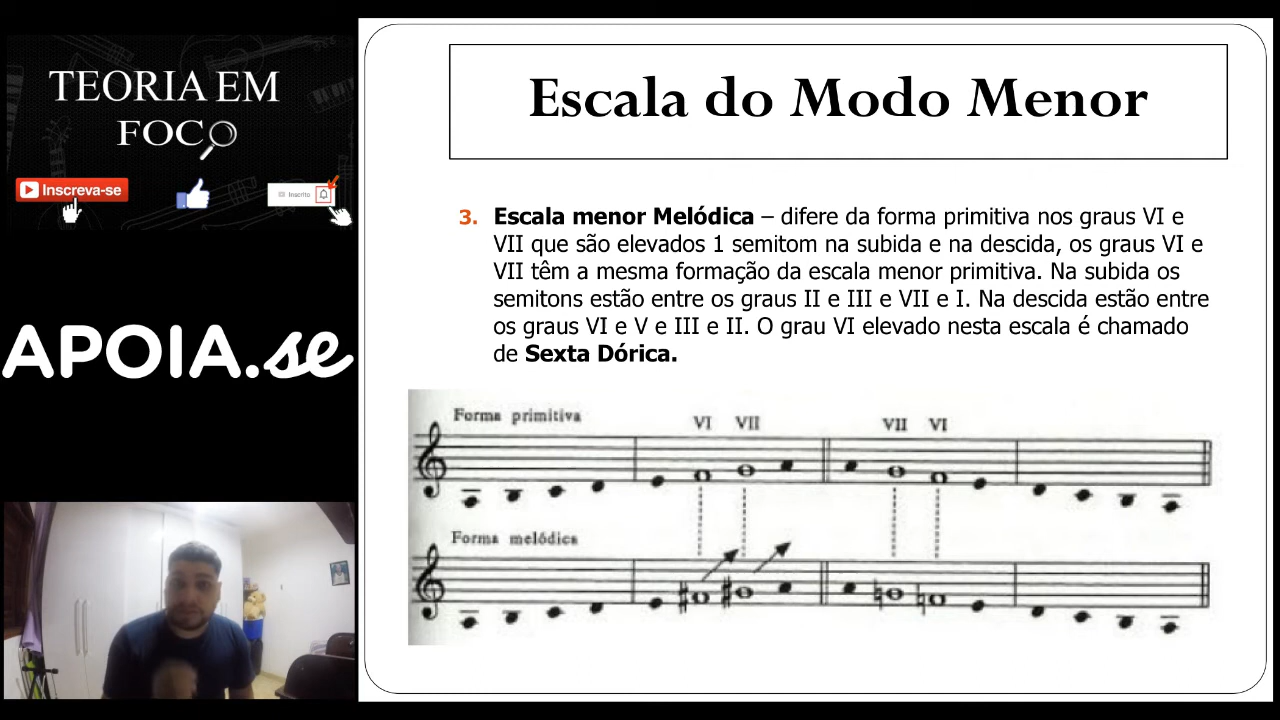 TEORIA EM
FOCO
Inscreva-se
Inscrito
APOIA.se
Escala do Modo Menor
3. Escala menor Melódica – difere da forma primitiva nos graus VI e
VII que são elevados 1 semitom na subida e na descida, os graus VI e
VII têm a mesma formação da escala menor primitiva. Na subida os
semitons estão entre os graus II e III e VII e I. Na descida estão entre
os graus VI e V e III e II. O grau VI elevado nesta escala é chamado
de Sexta Dórica.
Forma primitiva
VI VII VII VI
Forma melódica